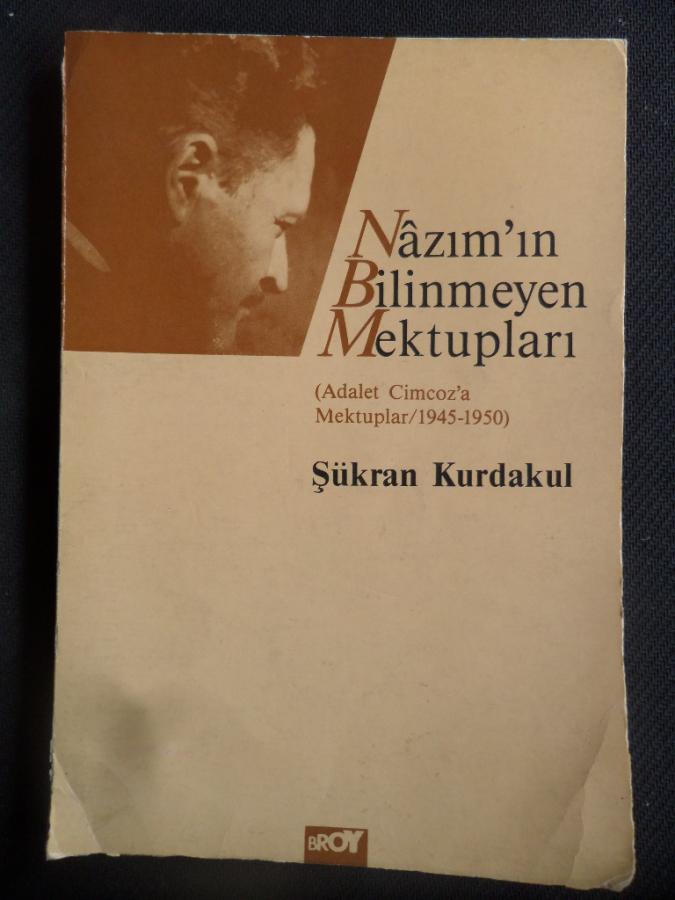 Nâzım'ın
Bilinmeyen
Mektupları
(Adalet Cimcoz'a
Mektuplar/1945-1950)
Şükran Kurdakul
BROY